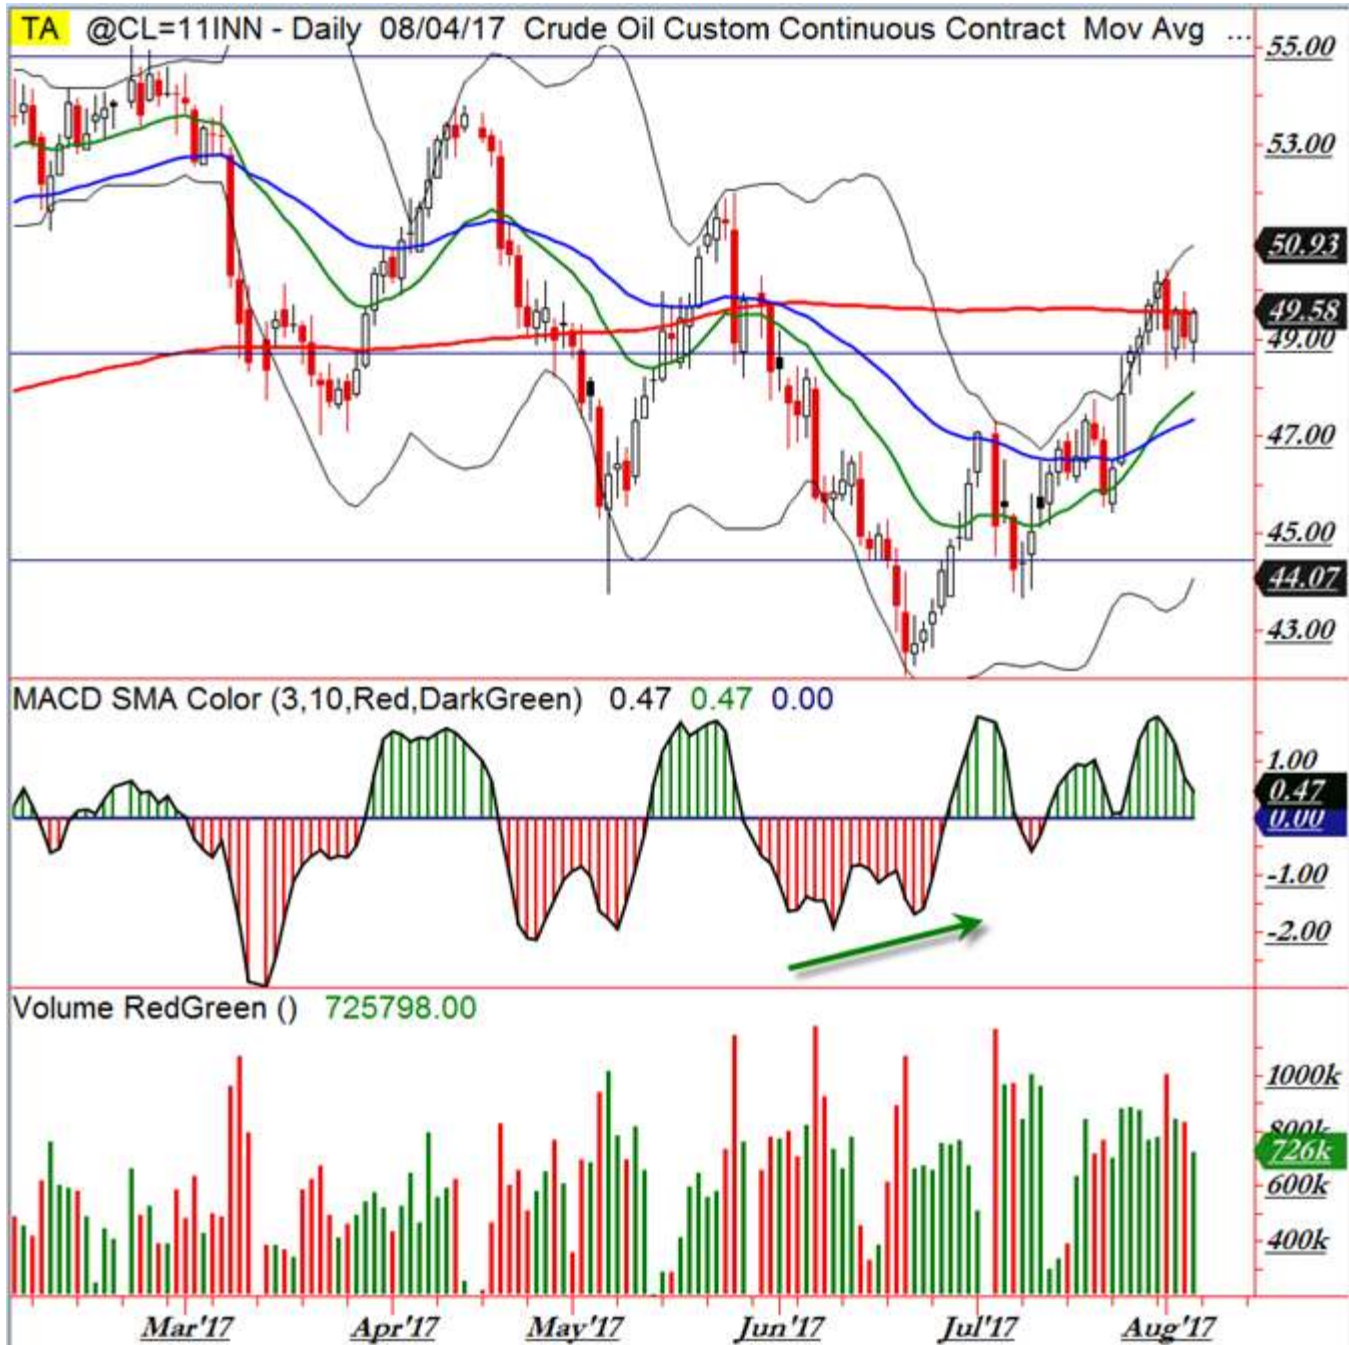 TA @CL=11INN - Daily 08/04/17 Crude Oil Custom Continuous Contract Mov Avg ...
55.00
53.00
50.93
49.58
49.00
47.00
45.00
44.07
43.00
MACD SMA Color (3,10,Red,DarkGreen) 0.47 0.47 0.00
1.00
0.47
0.00
-1.00
-2.00
Volume RedGreen () 725798.00
1000k
800k
726k
600k
400k
Mar'17 Apr'17 May'17 Jun'17 Jul'17 Aug'17